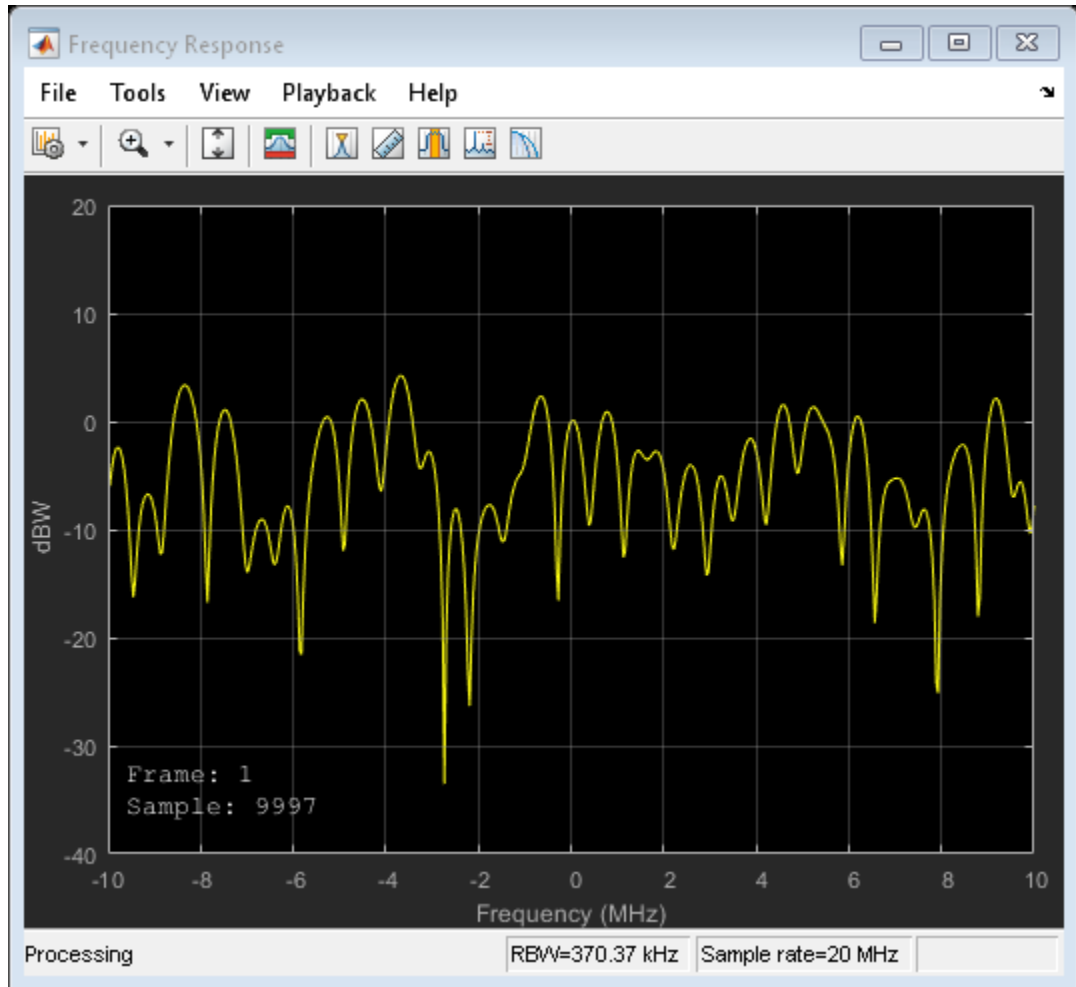 Frequency Response
File Tools View Playback Help
20
10
0
-10
-20
-30
-40
dBW
Frame: 1
Sample: 9997
-10 -8 -6 -4 -2 0 2 4 6 8 10
Frequency (MHz)
Processing RBW=370.37 kHz Sample rate=20 MHz